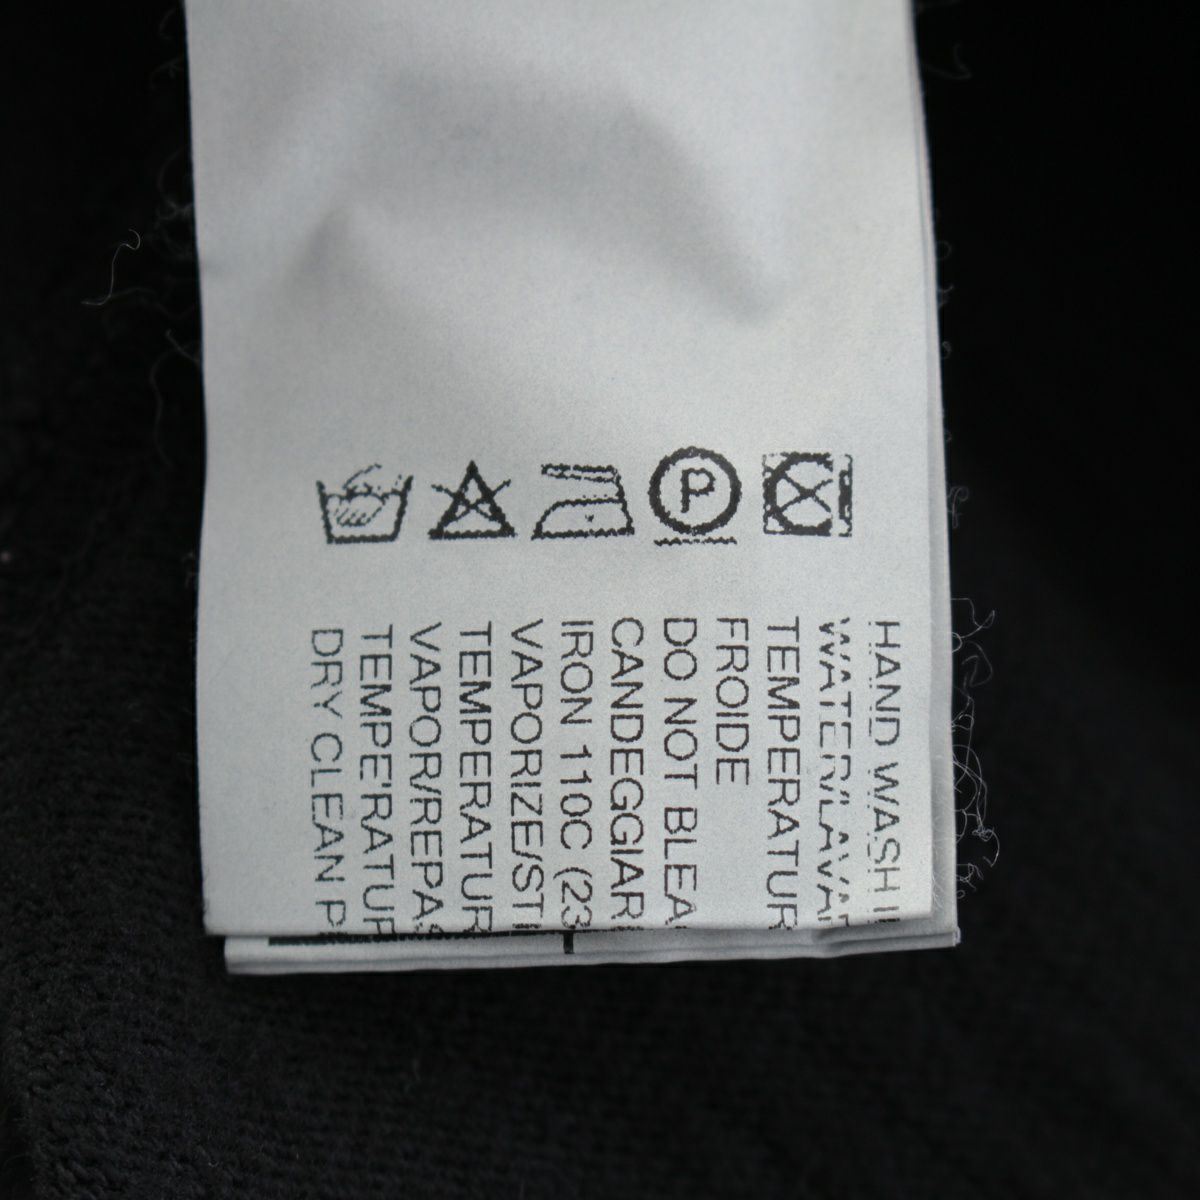 HAND WASH I
WATER/LAVA
TEMPERATUR
FROIDE
DO NOT BLEA
CANDEGGIAR
IRON 110C (23
VAPORIZE/ST
TEMPERATUR
VAPOR/REPAS
TEMPE'RATUR
DRY CLEAN P
P